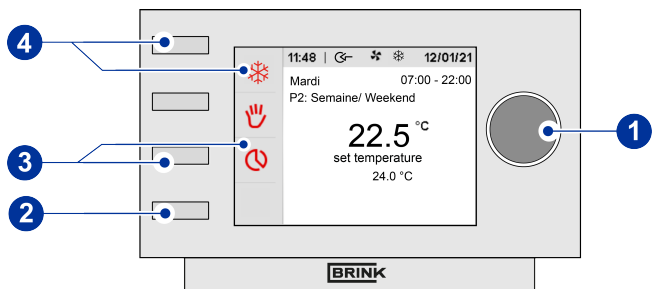 4
11:48 | 12/01/21
Mardi 07:00 - 22:00
P2: Semaine/ Weekend
22.5 °C
set temperature
24.0 °C
1
3
2
BRINK